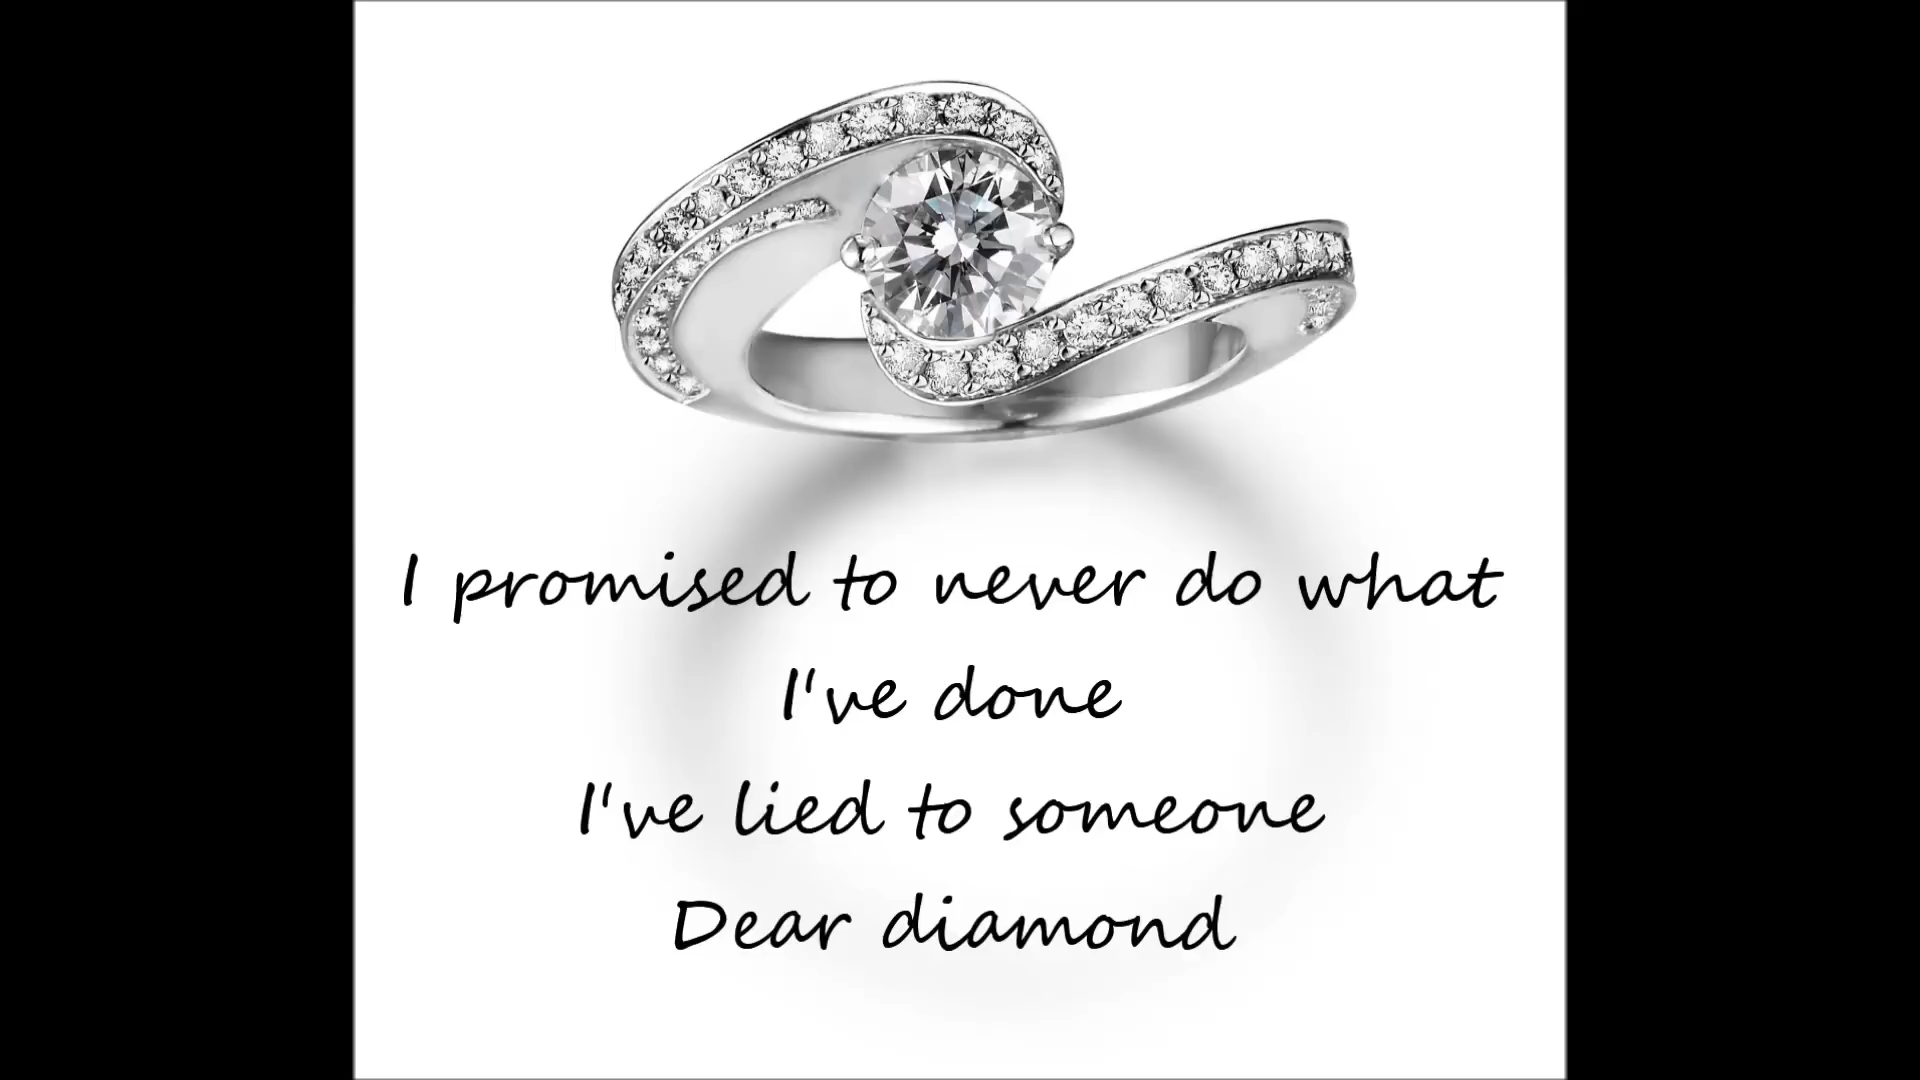 I promised to never do what
I've done
I've lied to someone
Dear diamond